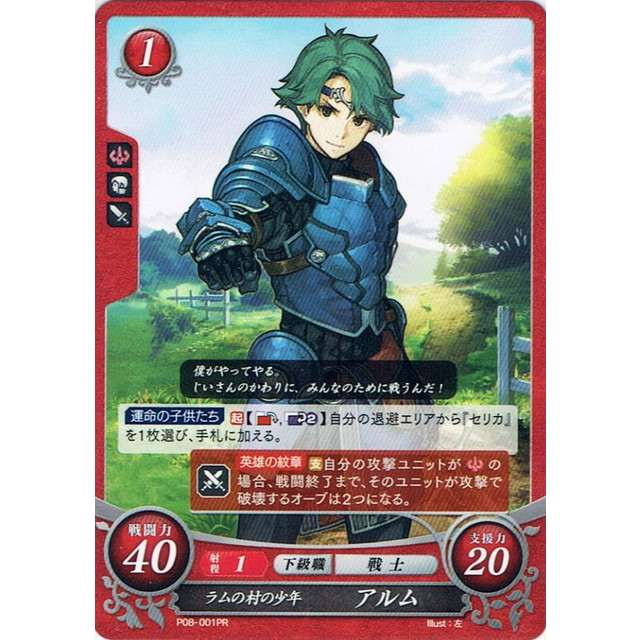 1
僕がやってやる。
じいさんのかわりに、みんなのために戦うんだ!
運命の子供たち 起【 , 2】自分の退避エリアから『セリカ』
を1枚選び、手札に加える。
英雄の紋章 支自分の攻撃ユニットが の
場合、戦闘終了まで、そのユニットが攻撃で
破壊するオーブは2つになる。
戦闘力
40
射程 1 下級職 戦士
支援力
20
ラムの村の少年 アルム
P08-001PR Illust:左